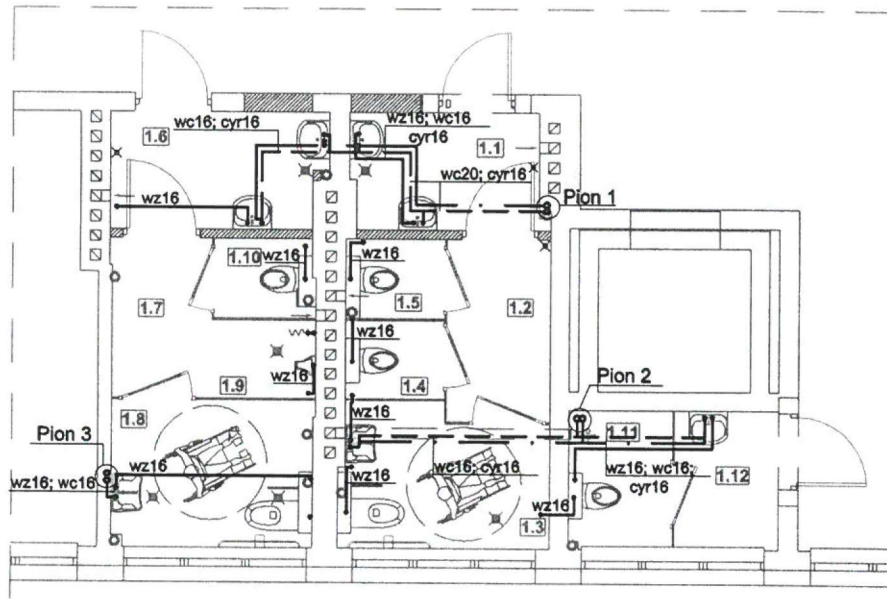 1.6
wc16; cyr16
wz16; wc16
cyr16
1.1
wc20; cyr16
Pion 1
wz16
1.10
wz16
wz16
1.5
1.2
1.7
wz16
1.9
wz16
1.4
Pion 2
1.8
wz16
1.11
Pion 3
wz16
wz16; wc16
wc16; cyr16
wz16
wz16; wc16;
cyr16
1.12
wz16
1.3